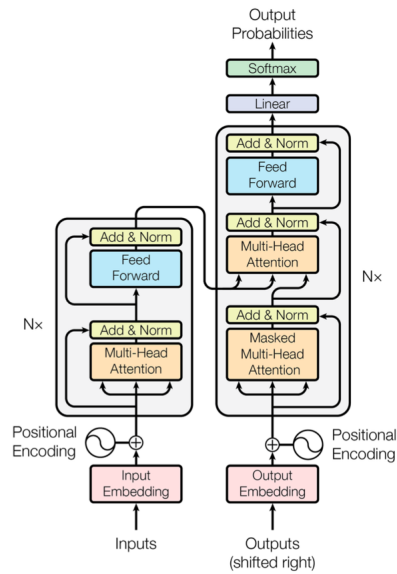 Output
Probabilities
Softmax
Linear
Add & Norm
Feed
Forward
Add & Norm
Multi-Head
Attention
Nx
Add & Norm
Masked
Multi-Head
Attention
Add & Norm
Feed
Forward
Nx
Add & Norm
Multi-Head
Attention
Positional
Encoding
Positional
Encoding
Input
Embedding
Output
Embedding
Inputs
Outputs
(shifted right)